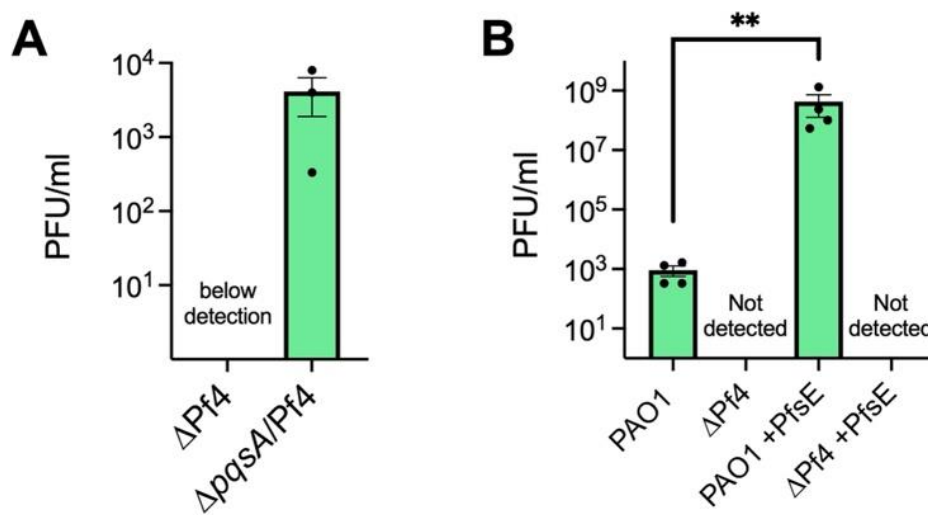 A
PFU/ml
10⁴
10³
10²
10¹
below
detection
ΔPf4
ΔpqsA/Pf4
B
**
PFU/ml
10⁹
10⁷
10⁵
10³
10¹
Not
detected
Not
detected
PAO1
ΔPf4
PAO1 +PfsE
ΔPf4 +PfsE